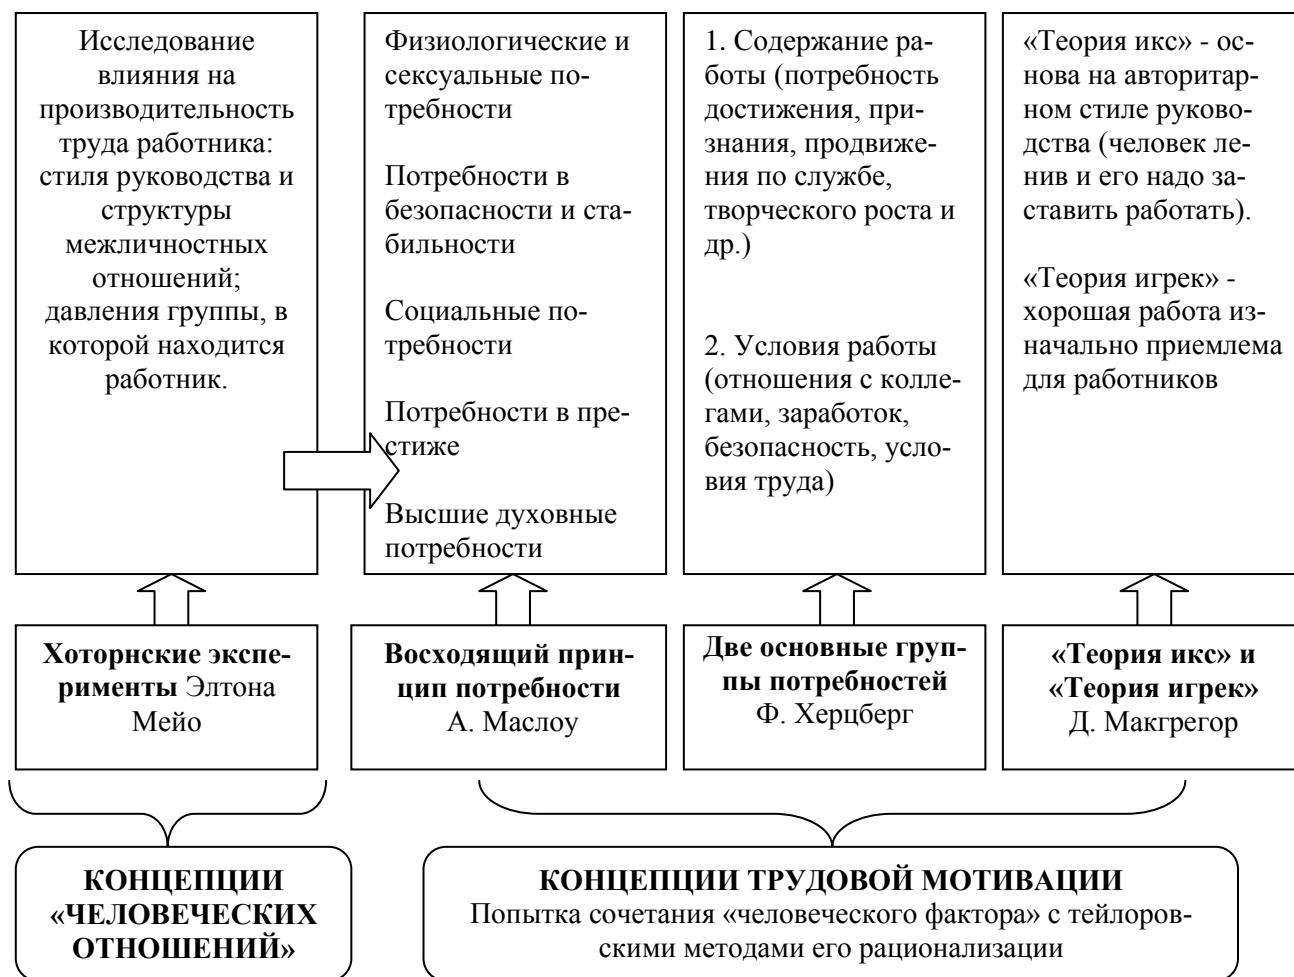 Исследование
влияния на
производительность
труда работника:
стиля руководства и
структуры
межличностных
отношений;
давления группы, в
которой находится
работник.
Физиологические и
сексуальные по-
требности
Потребности в
безопасности и ста-
бильности
Социальные по-
требности
Потребности в пре-
стиже
Высшие духовные
потребности
1. Содержание ра-
боты (потребность
достижения, при-
знания, продвиже-
ния по службе,
творческого роста и
др.)
2. Условия работы
(отношения с колле-
гами, заработок,
безопасность, усло-
вия труда)
«Теория икс» - ос-
нова на авторитар-
ном стиле руково-
дства (человек ле-
нив и его надо за-
ставить работать).
«Теория игрек» -
хорошая работа из-
начально приемлема
для работников
Хоторнские экспе-
рименты Элтона
Мейо
Восходящий прин-
цип потребности
А. Маслоу
Две основные груп-
пы потребностей
Ф. Херцберг
«Теория икс» и
«Теория игрек»
Д. Макгрегор
КОНЦЕПЦИИ
«ЧЕЛОВЕЧЕСКИХ
ОТНОШЕНИЙ»
КОНЦЕПЦИИ ТРУДОВОЙ МОТИВАЦИИ
Попытка сочетания «человеческого фактора» с тейлоров-
скими методами его рационализации